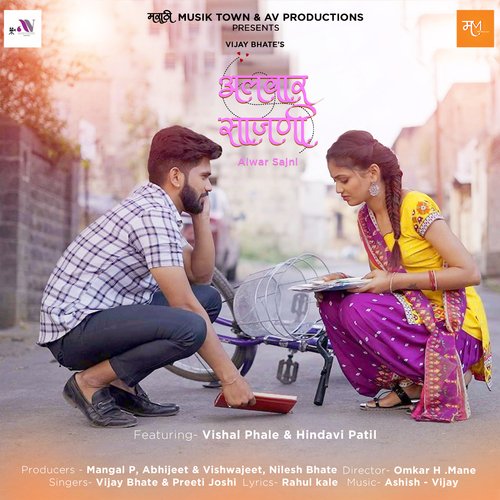 मराठी MUSIK TOWN & AV PRODUCTIONS
PRESENTS
VIJAY BHATE'S
अलवार
साजणी
Alwar Sajni
Featuring- Vishal Phale & Hindavi Patil
Producers - Mangal P, Abhijeet & Vishwajeet, Nilesh Bhate Director- Omkar H .Mane
Singers- Vijay Bhate & Preeti Joshi Lyrics- Rahul kale Music- Ashish - Vijay